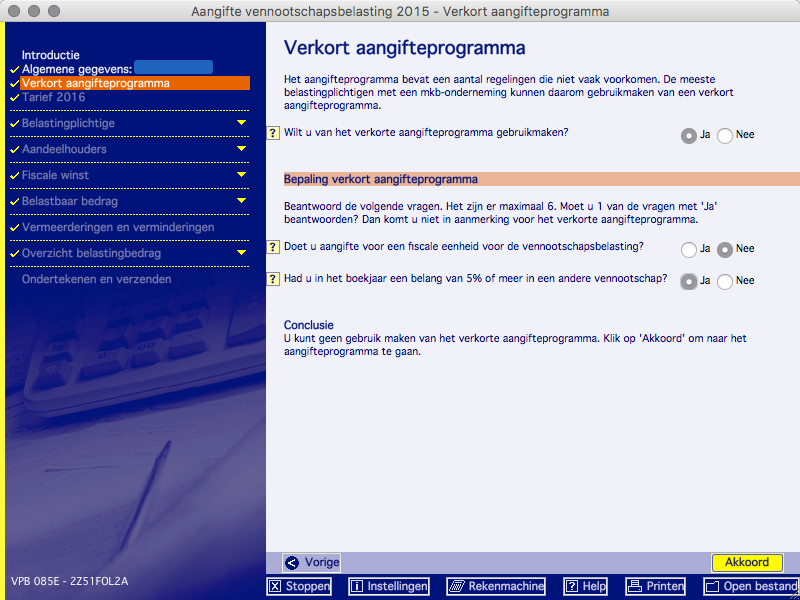 Aangifte vennootschapsbelasting 2015 - Verkort aangifteprogramma
Introductie
Algemene gegevens:
Verkort aangifteprogramma
Tarief 2016
Belastingplichtige
Aandeelhouders
Fiscale winst
Belastbaar bedrag
Vermeerderingen en verminderingen
Overzicht belastingbedrag
Ondertekenen en verzenden
VPB 085E - 2Z51FOL2A
Verkort aangifteprogramma
Het aangifteprogramma bevat een aantal regelingen die niet vaak voorkomen. De meeste
belastingplichtigen met een mkb-onderneming kunnen daarom gebruikmaken van een verkort
aangifteprogramma.
? Wilt u van het verkorte aangifteprogramma gebruikmaken? Ja Nee
Bepaling verkort aangifteprogramma
Beantwoord de volgende vragen. Het zijn er maximaal 6. Moet u 1 van de vragen met 'Ja'
beantwoorden? Dan komt u niet in aanmerking voor het verkorte aangifteprogramma.
? Doet u aangifte voor een fiscale eenheid voor de vennootschapsbelasting? Ja Nee
? Had u in het boekjaar een belang van 5% of meer in een andere vennootschap? Ja Nee
Conclusie
U kunt geen gebruik maken van het verkorte aangifteprogramma. Klik op 'Akkoord' om naar het
aangifteprogramma te gaan.
Vorige Akkoord
Stoppen Instellingen Rekenmachine ? Help Printen Open bestand